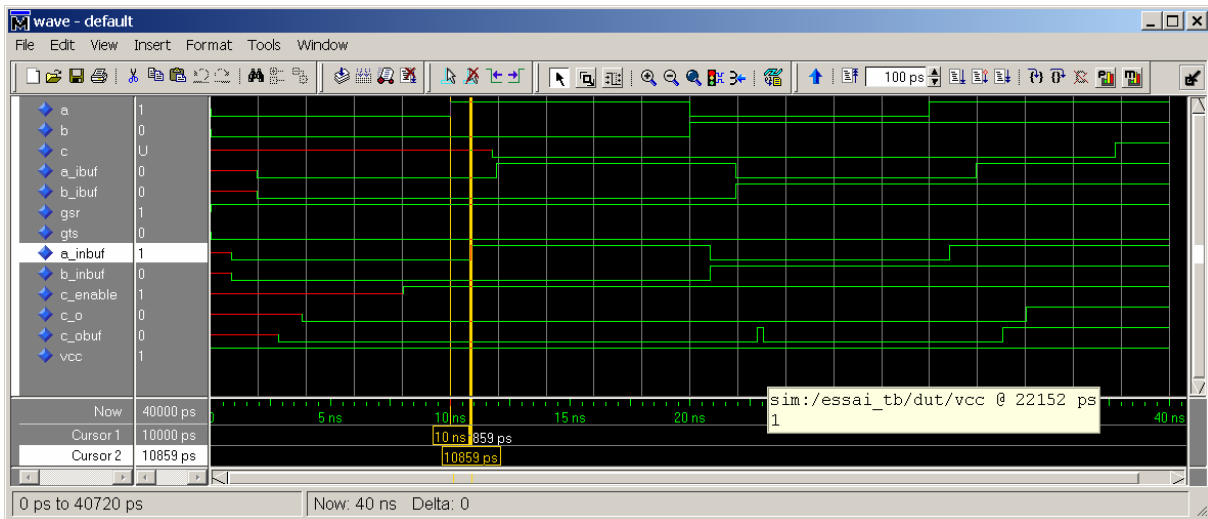 wave - default
File Edit View Insert Format Tools Window
100 ps
a 1
b 0
c U
a_ibuf 0
b_ibuf 0
gsr 1
gts 0
a_inbuf 1
b_inbuf 0
c_enable 1
c_o 0
c_obuf 0
vcc 1
sim:/essai_tb/dut/vcc @ 22152 ps
1
Now 40000 ps 0 5 ns 10 ns 15 ns 20 ns 40 ns
Cursor 1 10000 ps 10 ns 859 ps
Cursor 2 10859 ps 10859 ps
0 ps to 40720 ps Now: 40 ns Delta: 0